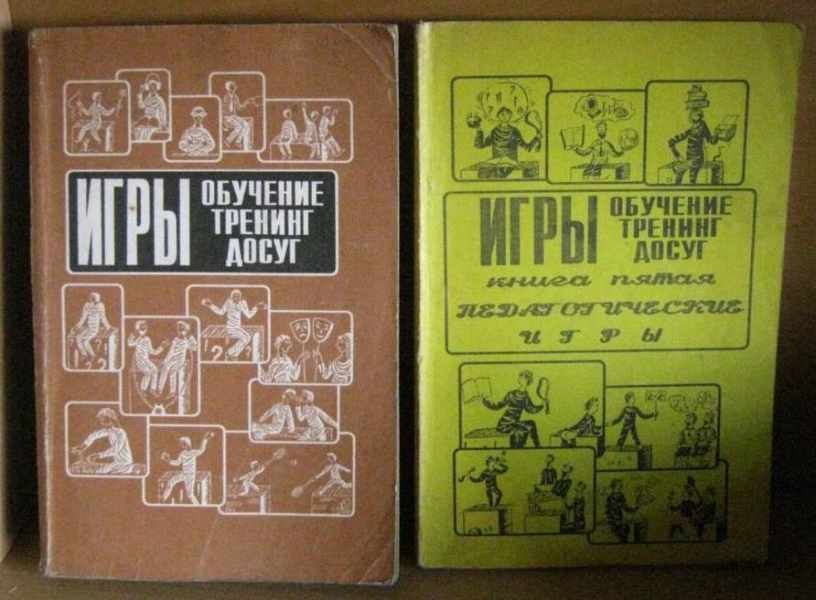 ИГРЫ
ОБУЧЕНИЕ
ТРЕНИНГ
ДОСУГ
ИГРЫ
ОБУЧЕНИЕ
ТРЕНИНГ
ДОСУГ
книга пятая
ПЕДАГОГИЧЕСКИЕ
ИГРЫ